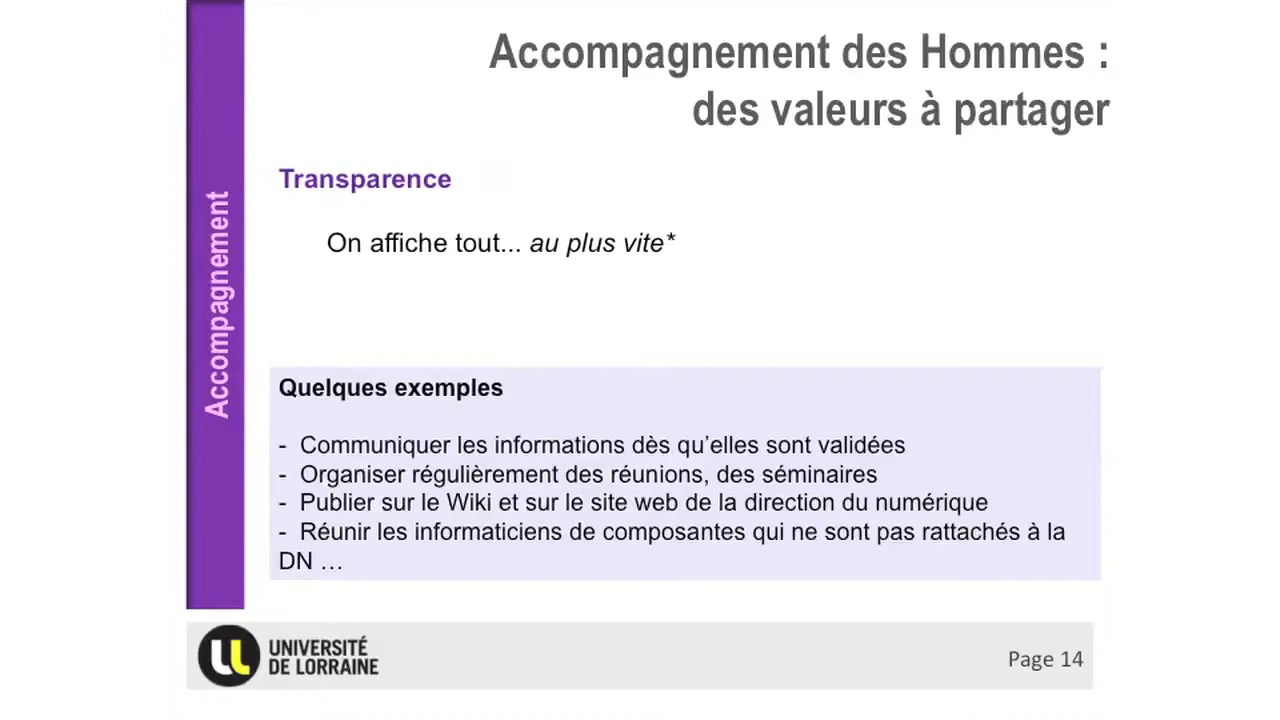 Accompagnement des Hommes :
des valeurs à partager
Accompagnement
Transparence
On affiche tout... au plus vite*
Quelques exemples
- Communiquer les informations dès qu’elles sont validées
- Organiser régulièrement des réunions, des séminaires
- Publier sur le Wiki et sur le site web de la direction du numérique
- Réunir les informaticiens de composantes qui ne sont pas rattachés à la
DN …
UNIVERSITÉ
DE LORRAINE
Page 14